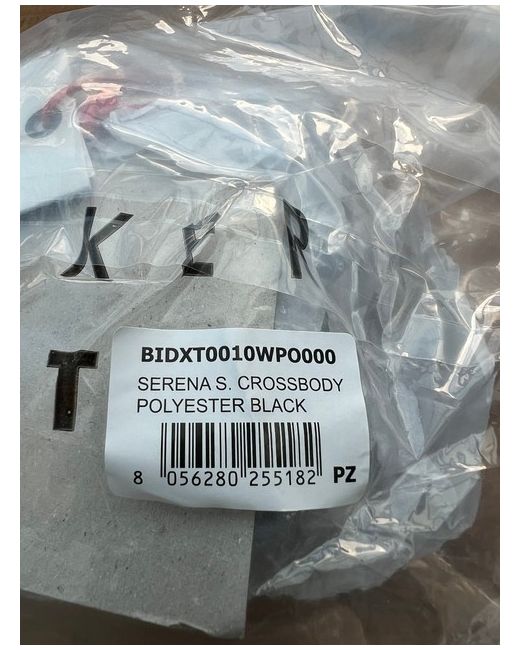 K E R
T
BIDXT0010WPO000
SERENA S. CROSSBODY
POLYESTER BLACK
8 056280 255182 PZ